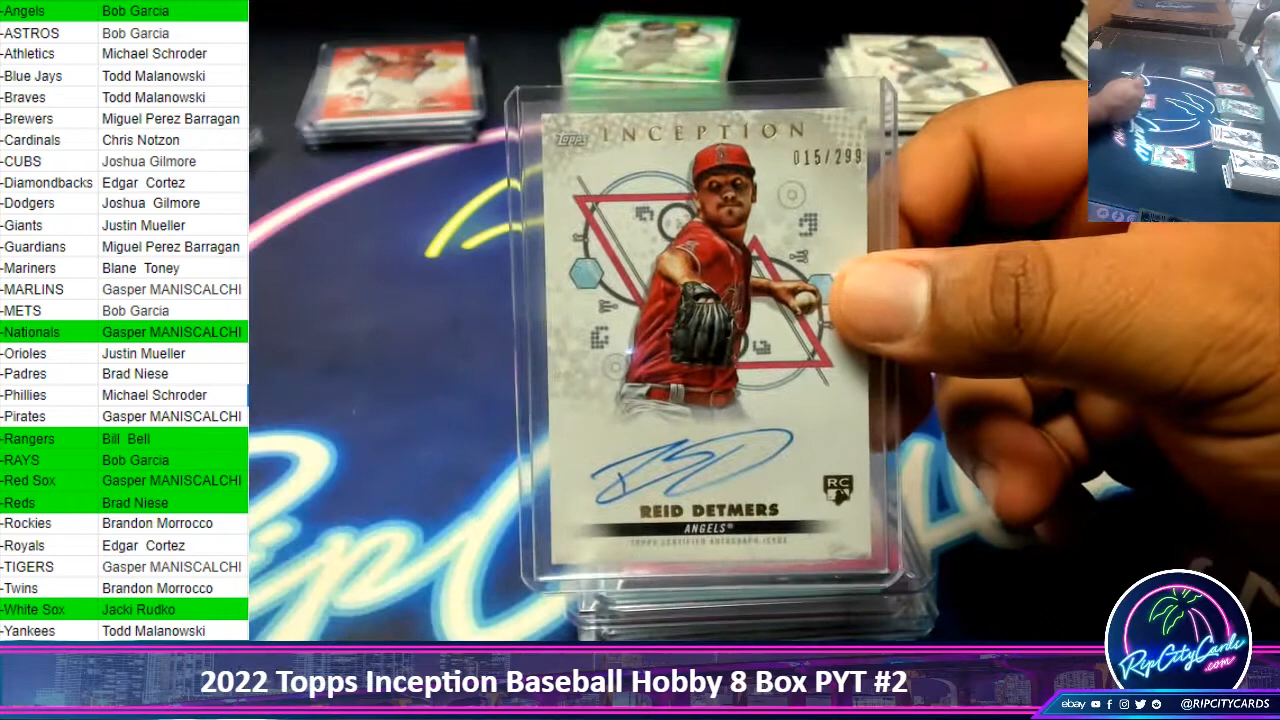 -Angels Bob Garcia
-ASTROS Bob Garcia
-Athletics Michael Schroder
-Blue Jays Todd Malanowski
-Braves Todd Malanowski
-Brewers Miguel Perez Barragan
-Cardinals Chris Notzon
-CUBS Joshua Gilmore
-Diamondbacks Edgar Cortez
-Dodgers Joshua Gilmore
-Giants Justin Mueller
-Guardians Miguel Perez Barragan
-Mariners Blane Toney
-MARLINS Gasper MANISCALCHI
-METS Bob Garcia
-Nationals Gasper MANISCALCHI
-Orioles Justin Mueller
-Padres Brad Niese
-Phillies Michael Schroder
-Pirates Gasper MANISCALCHI
-Rangers Bill Bell
-RAYS Bob Garcia
-Red Sox Gasper MANISCALCHI
-Reds Brad Niese
-Rockies Brandon Morrocco
-Royals Edgar Cortez
-TIGERS Gasper MANISCALCHI
-Twins Brandon Morrocco
-White Sox Jacki Rudko
-Yankees Todd Malanowski
Topps INCEPTION
015/299
RC
REID DETMERS
ANGELS®
TOPPS CERTIFIED AUTOGRAPH ISSUE
RipCityCards
.com
2022 Topps Inception Baseball Hobby 8 Box PYT #2
ebay @RIPCITYCARDS